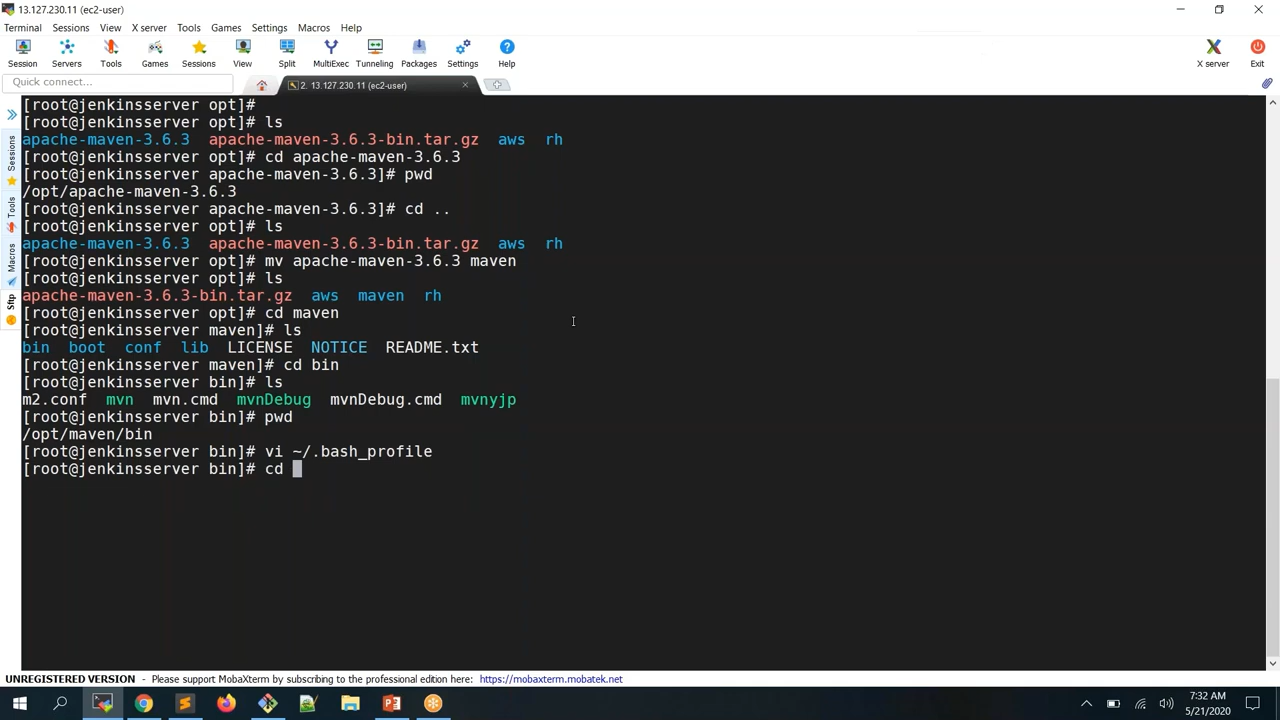 13.127.230.11 (ec2-user)
Terminal Sessions View X server Tools Games Settings Macros Help
Session Servers Tools Games Sessions View Split MultiExec Tunneling Packages Settings Help X server Exit
Quick connect... 2. 13.127.230.11 (ec2-user)
Sessions
Tools
Macros
Sftp
[root@jenkinsserver opt]#
[root@jenkinsserver opt]# ls
apache-maven-3.6.3 apache-maven-3.6.3-bin.tar.gz aws rh
[root@jenkinsserver opt]# cd apache-maven-3.6.3
[root@jenkinsserver apache-maven-3.6.3]# pwd
/opt/apache-maven-3.6.3
[root@jenkinsserver apache-maven-3.6.3]# cd ..
[root@jenkinsserver opt]# ls
apache-maven-3.6.3 apache-maven-3.6.3-bin.tar.gz aws rh
[root@jenkinsserver opt]# mv apache-maven-3.6.3 maven
[root@jenkinsserver opt]# ls
apache-maven-3.6.3-bin.tar.gz aws maven rh
[root@jenkinsserver opt]# cd maven
[root@jenkinsserver maven]# ls
bin boot conf lib LICENSE NOTICE README.txt
[root@jenkinsserver maven]# cd bin
[root@jenkinsserver bin]# ls
m2.conf mvn mvn.cmd mvnDebug mvnDebug.cmd mvnyjp
[root@jenkinsserver bin]# pwd
/opt/maven/bin
[root@jenkinsserver bin]# vi ~/.bash_profile
[root@jenkinsserver bin]# cd
UNREGISTERED VERSION - Please support MobaXterm by subscribing to the professional edition here: https://mobaxterm.mobatek.net
7:32 AM
5/21/2020